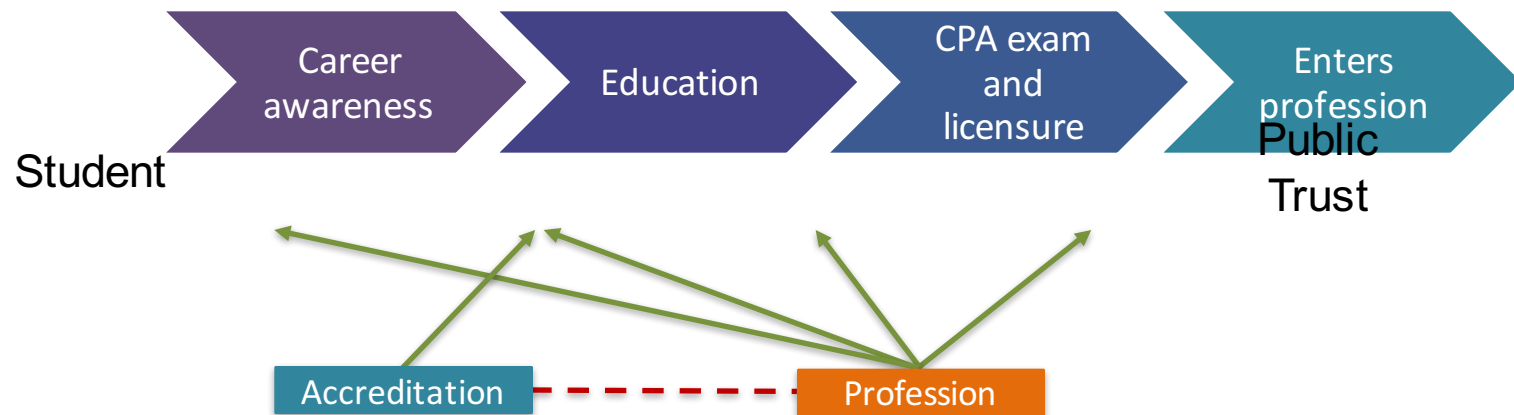 Career
awareness
Education
CPA exam
and
licensure
Enters
profession
Student
Public
Trust
Accreditation
Profession